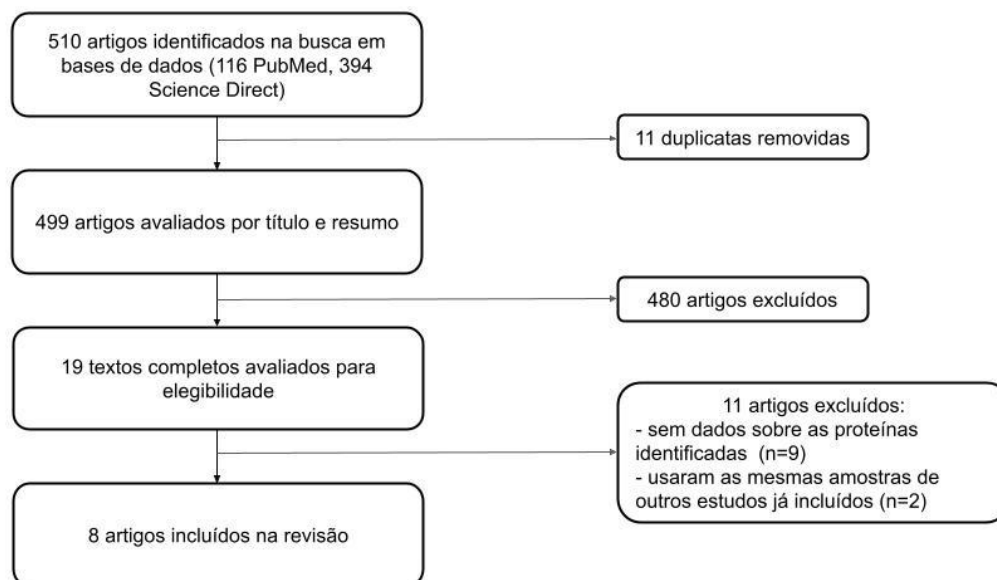 510 artigos identificados na busca em
bases de dados (116 PubMed, 394
Science Direct)
11 duplicatas removidas
499 artigos avaliados por título e resumo
480 artigos excluídos
19 textos completos avaliados para
elegibilidade
11 artigos excluídos:
- sem dados sobre as proteínas
identificadas (n=9)
- usaram as mesmas amostras de
outros estudos já incluídos (n=2)
8 artigos incluídos na revisão